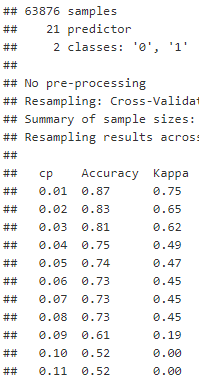 ## 63876 samples
##    21 predictor
##     2 classes: '0', '1'
##
## No pre-processing
## Resampling: Cross-Validat
## Summary of sample sizes:
## Resampling results across
##
##   cp    Accuracy  Kappa
##   0.01  0.87      0.75
##   0.02  0.83      0.65
##   0.03  0.81      0.62
##   0.04  0.75      0.49
##   0.05  0.74      0.47
##   0.06  0.73      0.45
##   0.07  0.73      0.45
##   0.08  0.73      0.45
##   0.09  0.61      0.19
##   0.10  0.52      0.00
##   0.11  0.52      0.00